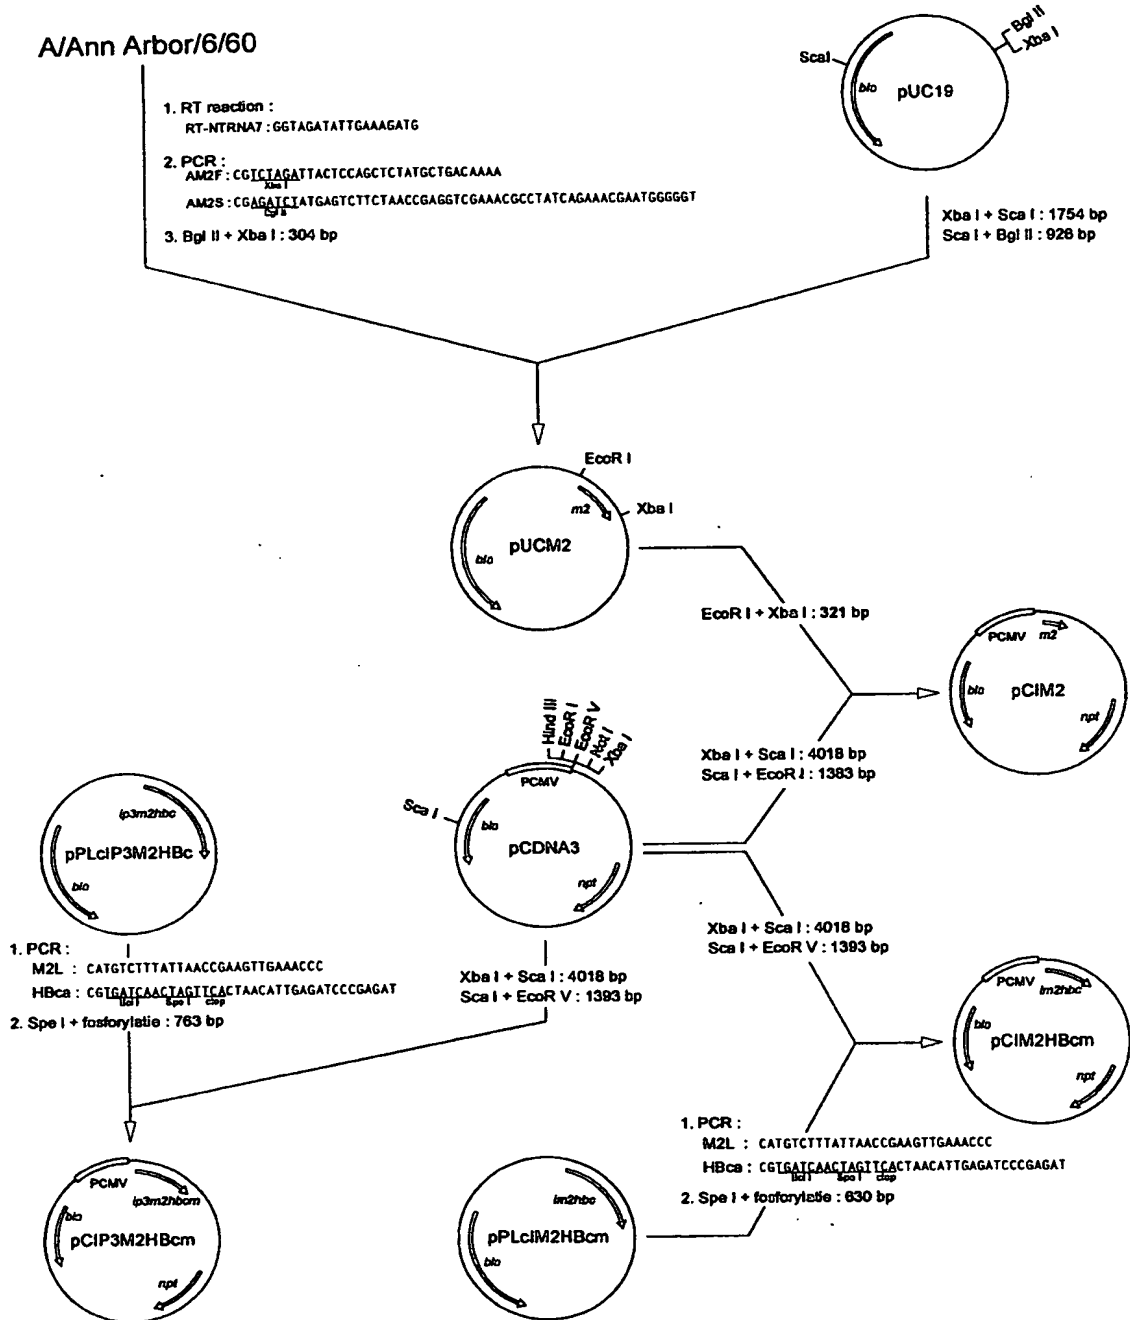 A/Ann Arbor/6/60
1. RT reaction :
RT-NTRNA7 : GGTAGATATTGAAAGATG
2. PCR :
AM2F : CGTCTAGATTACTCCAGCTCTATGCTGACAAAA
Xba I
AM2S : CGAGATCTATGAGTCTTCTAACCGAGGTCGAAACGCCTATCAGAAACGAATGGGGGT
Bgl II
3. Bgl II + Xba I : 304 bp
Bgl II
Xba I
Sca I
bla
pUC19
Xba I + Sca I : 1754 bp
Sca I + Bgl II : 928 bp
EcoR I
Xba I
m2
bla
pUCM2
EcoR I + Xba I : 321 bp
PCMV
m2
bla
pCIM2
npt
Hind III
EcoR I
EcoR V
Not I
Xba I
PCMV
Sca I
bla
pCDNA3
npt
Xba I + Sca I : 4018 bp
Sca I + EcoR I : 1383 bp
ip3m2hbc
pPLcIP3M2HBc
bla
1. PCR :
M2L : CATGTCTTTATTAACCGAAGTTGAAACCC
HBca : CGTGATCAACTAGTTCACTAACATTGAGATCCCGAGAT
Bcl I Spe I stop
2. Spe I + fosforylatie : 763 bp
Xba I + Sca I : 4018 bp
Sca I + EcoR V : 1393 bp
Xba I + Sca I : 4018 bp
Sca I + EcoR V : 1393 bp
PCMV
im2hbc
bla
pCIM2HBcm
npt
1. PCR :
M2L : CATGTCTTTATTAACCGAAGTTGAAACCC
HBca : CGTGATCAACTAGTTCACTAACATTGAGATCCCGAGAT
Bcl I Spe I stop
2. Spe I + fosforylatie : 630 bp
PCMV
ip3m2hbcm
bla
pCIP3M2HBcm
npt
im2hbc
pPLcIM2HBcm
bla